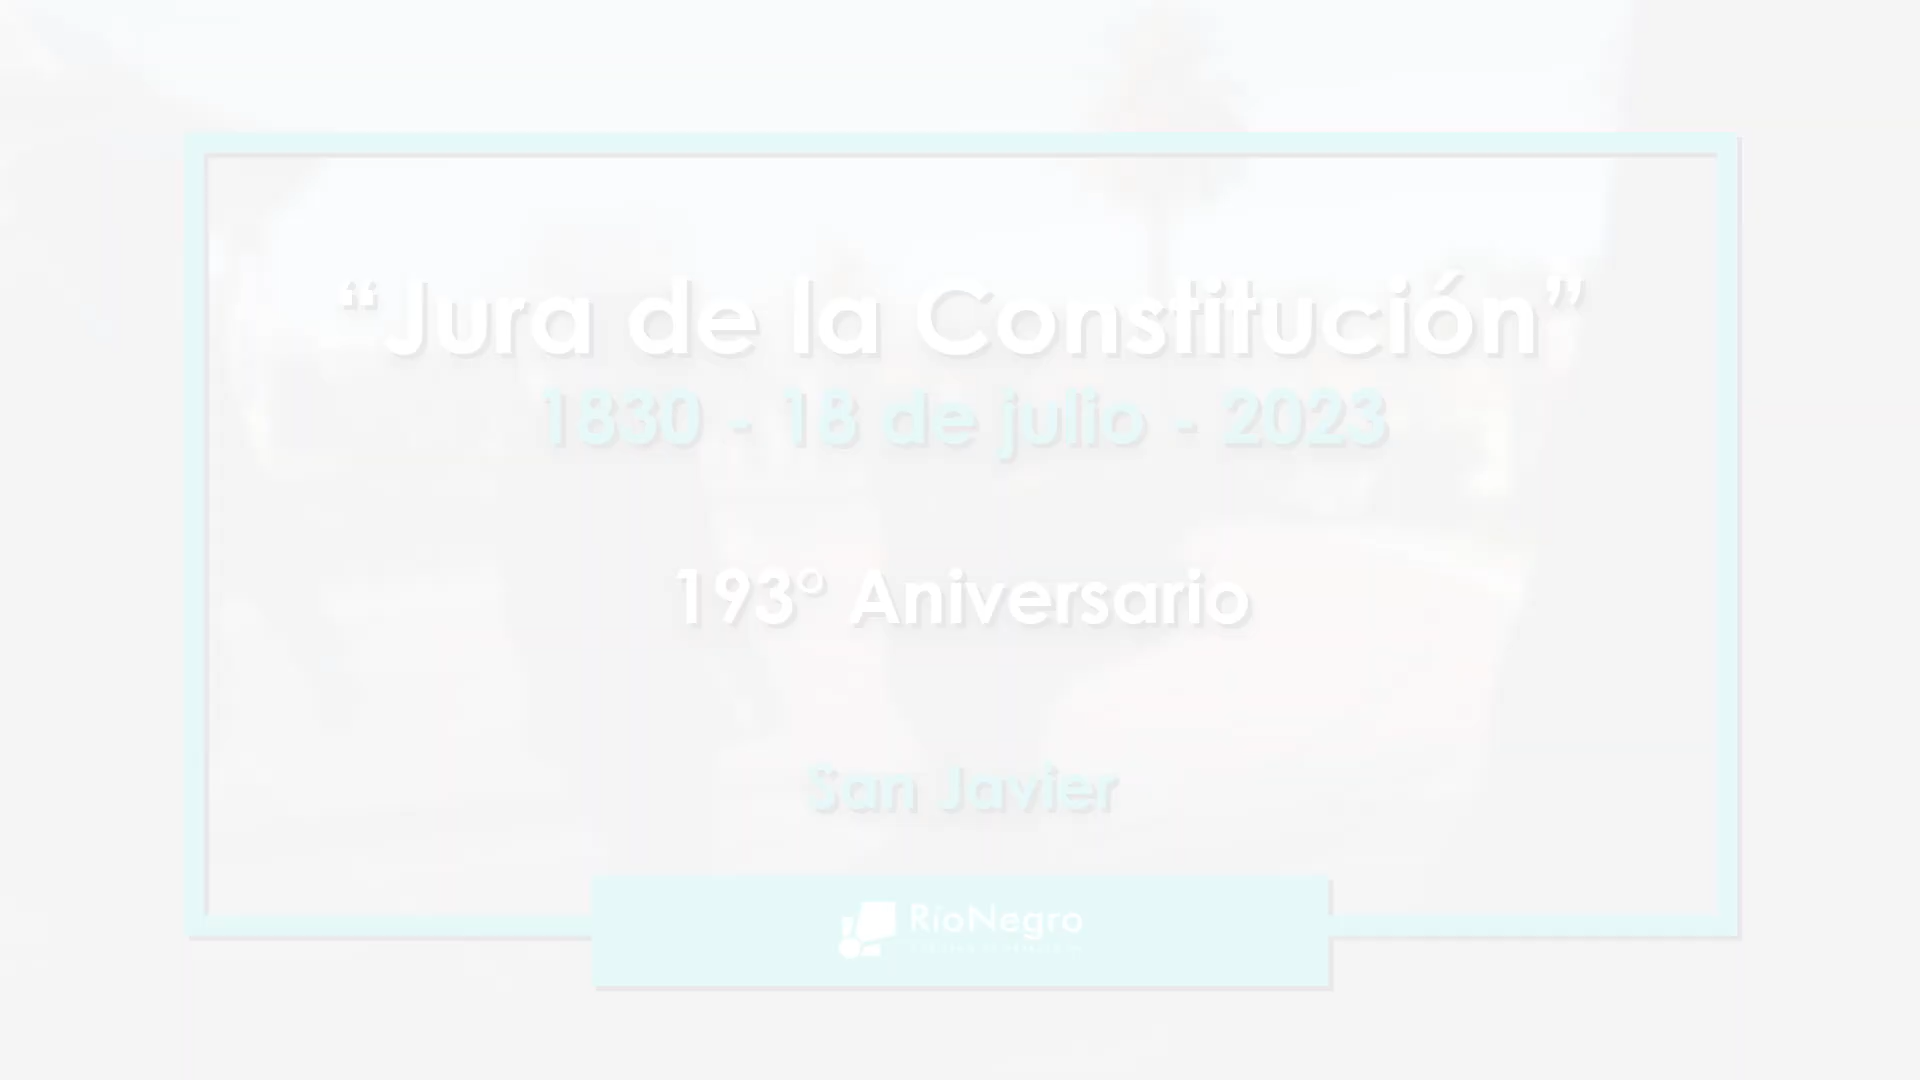 “Jura de la Constitución”
1830 - 18 de julio - 2023
193° Aniversario
San Javier
RíoNegro